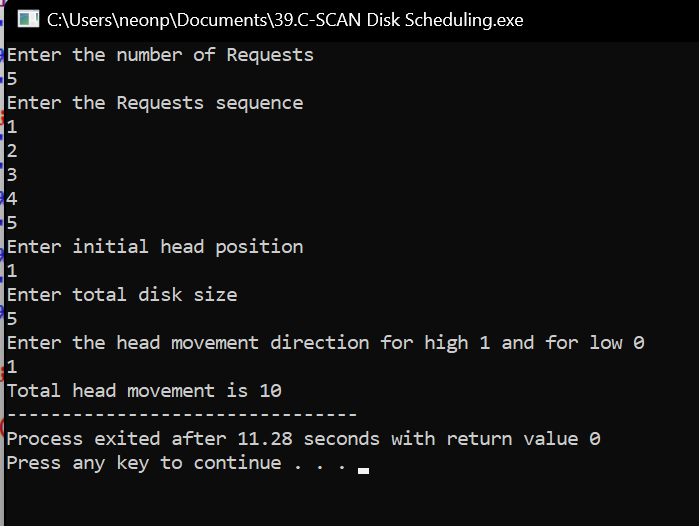 C:\Users\neonp\Documents\39.C-SCAN Disk Scheduling.exe
Enter the number of Requests
5
Enter the Requests sequence
1
2
3
4
5
Enter initial head position
1
Enter total disk size
5
Enter the head movement direction for high 1 and for low 0
1
Total head movement is 10
--------------------------------
Process exited after 11.28 seconds with return value 0
Press any key to continue . . .